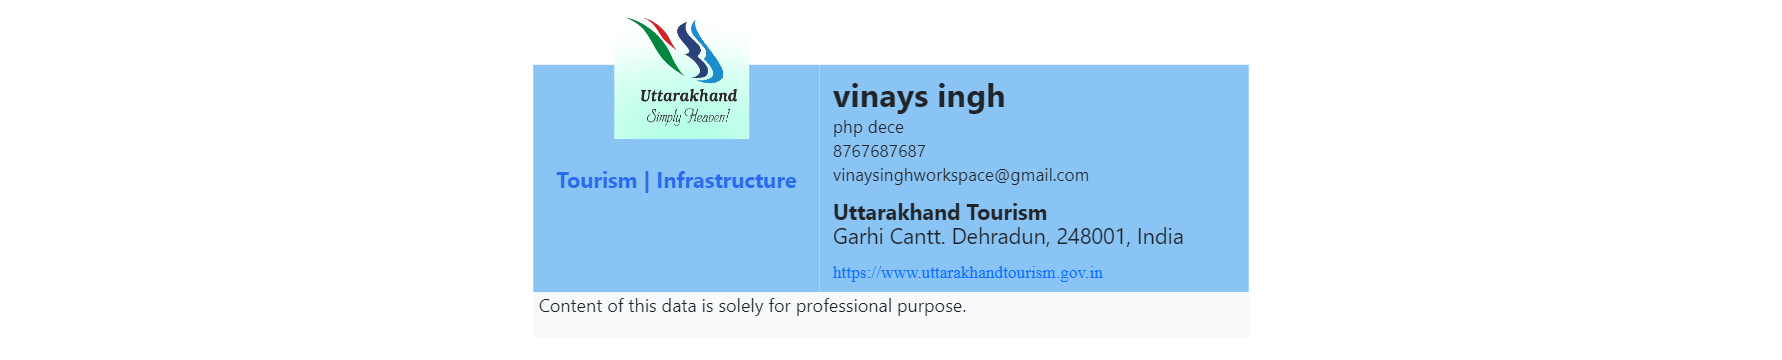 Uttarakhand
Simply Heaven!
Tourism | Infrastructure
vinays ingh
php dece
8767687687
vinaysinghworkspace@gmail.com
Uttarakhand Tourism
Garhi Cantt. Dehradun, 248001, India
https://www.uttarakhandtourism.gov.in
Content of this data is solely for professional purpose.